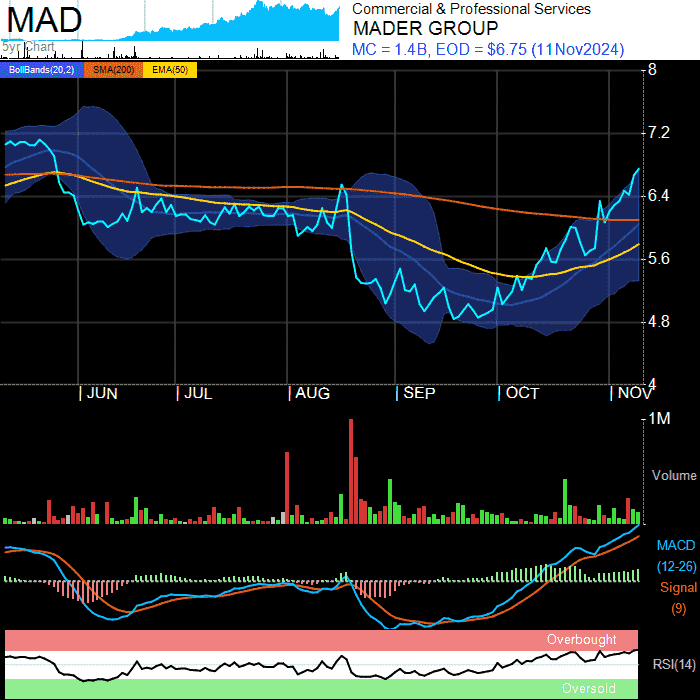 MAD
5yr Chart
Commercial & Professional Services
MADER GROUP
MC = 1.4B, EOD = $6.75 (11Nov2024)
BollBands(20,2) SMA(200) EMA(50)
8
7.2
6.4
5.6
4.8
4
| JUN | JUL | AUG | SEP | OCT | NOV
1M
Volume
MACD
(12-26)
Signal
(9)
Overbought
RSI(14)
Oversold